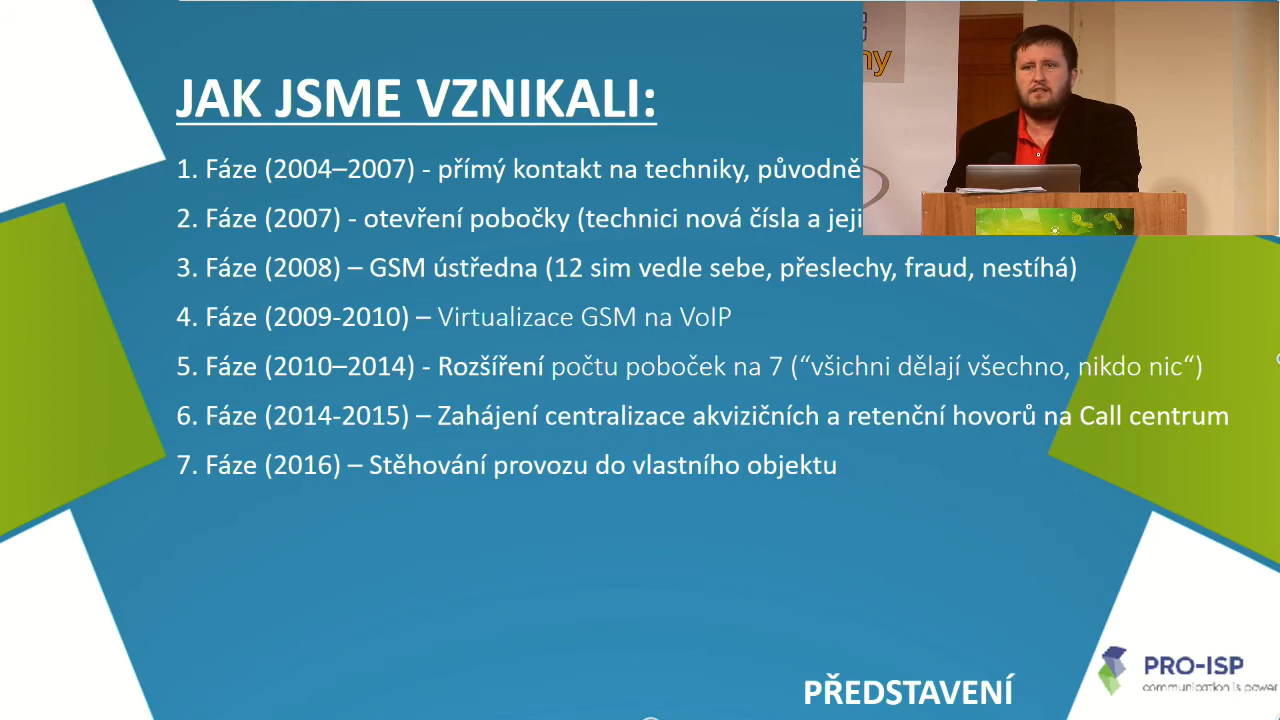 JAK JSME VZNIKALI:
1. Fáze (2004–2007) - přímý kontakt na techniky, původně
2. Fáze (2007) - otevření pobočky (technici nová čísla a jeji
3. Fáze (2008) – GSM ústředna (12 sim vedle sebe, přeslechy, fraud, nestíhá)
4. Fáze (2009-2010) – Virtualizace GSM na VoIP
5. Fáze (2010–2014) - Rozšíření počtu poboček na 7 (“všichni dělají všechno, nikdo nic“)
6. Fáze (2014-2015) – Zahájení centralizace akvizičních a retenční hovorů na Call centrum
7. Fáze (2016) – Stěhování provozu do vlastního objektu
PRO-ISP
communication is power
PŘEDSTAVENÍ